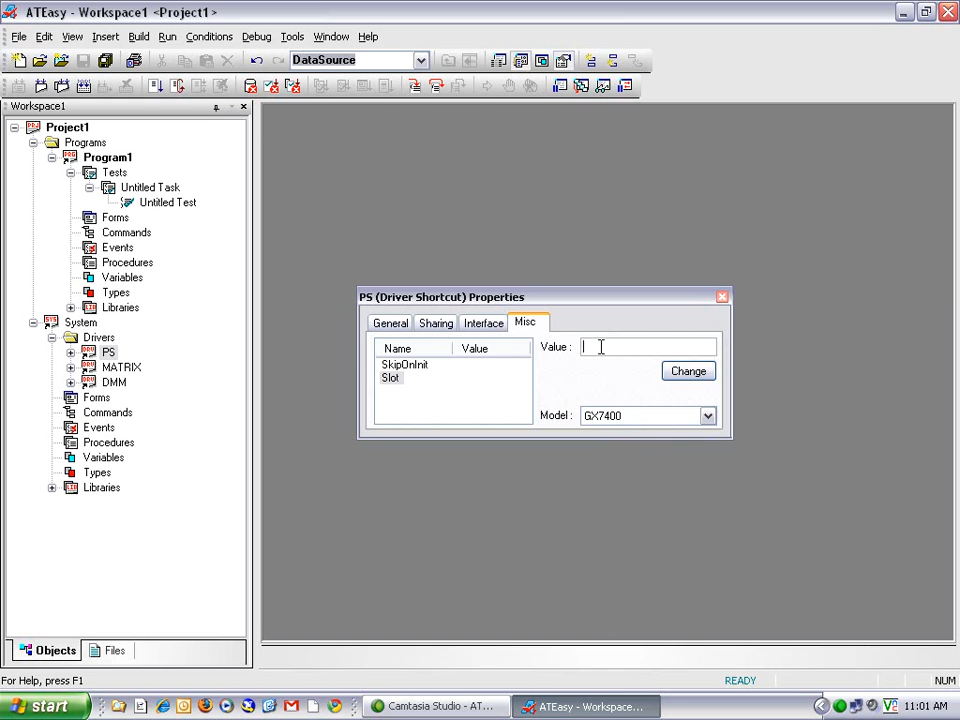 ATEasy - Workspace1 <Project1>
File Edit View Insert Build Run Conditions Debug Tools Window Help
DataSource
Workspace1
Project1
Programs
Program1
Tests
Untitled Task
Untitled Test
Forms
Commands
Events
Procedures
Variables
Types
Libraries
System
Drivers
PS
MATRIX
DMM
Forms
Commands
Events
Procedures
Variables
Types
Libraries
PS (Driver Shortcut) Properties
General Sharing Interface Misc
Name Value
SkipOnInit
Slot
Value :
Change
Model : GX7400
Objects Files
For Help, press F1
READY NUM
start
Camtasia Studio - AT...
ATEasy - Workspace...
11:01 AM